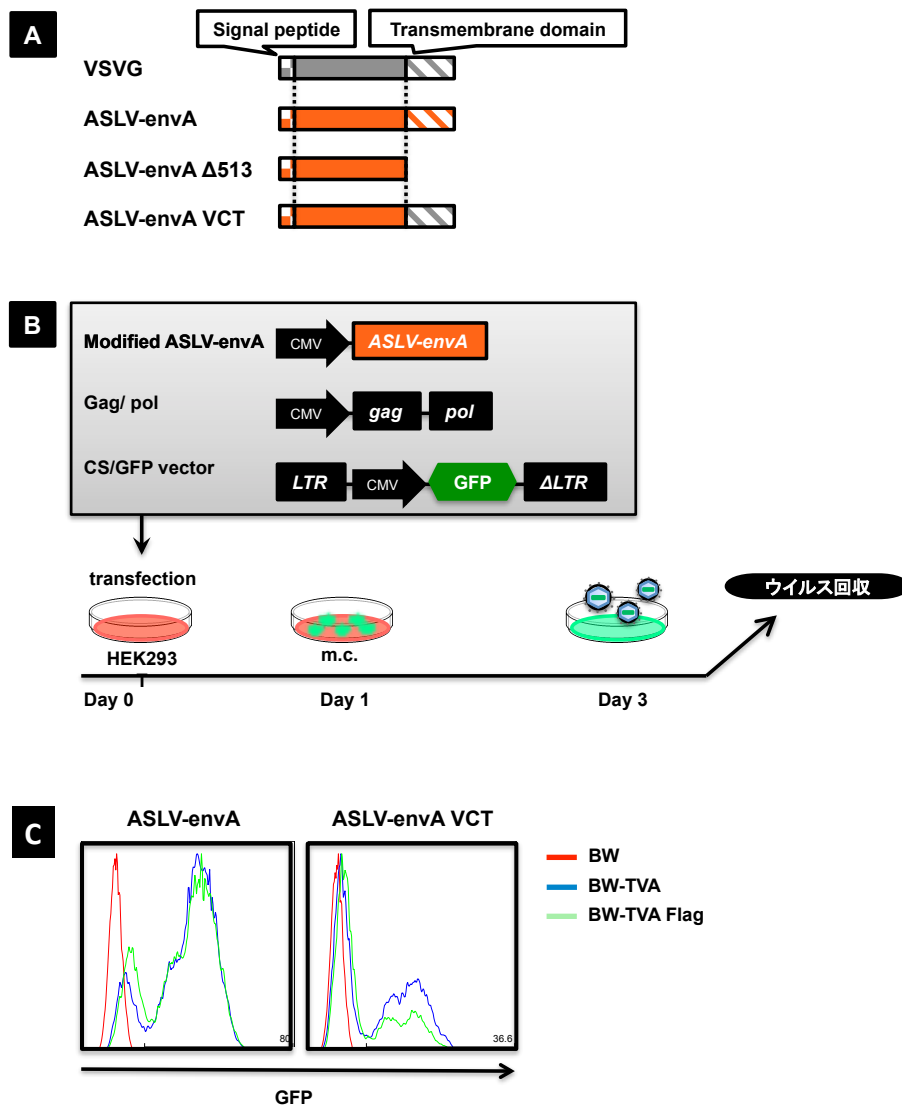 A
Signal peptide
Transmembrane domain
VSVG
ASLV-envA
ASLV-envA Δ513
ASLV-envA VCT
B
Modified ASLV-envA
CMV
ASLV-envA
Gag/ pol
CMV
gag
pol
CS/GFP vector
LTR
CMV
GFP
ΔLTR
transfection
HEK293
m.c.
ウイルス回収
Day 0
Day 1
Day 3
C
ASLV-envA
ASLV-envA VCT
80
36.6
BW
BW-TVA
BW-TVA Flag
GFP